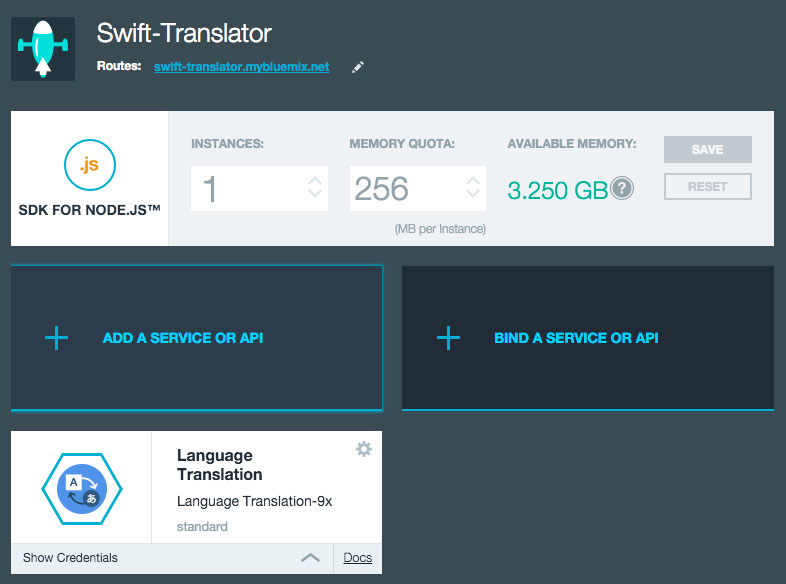 Swift-Translator
Routes: swift-translator.mybluemix.net
.js
SDK FOR NODE.JS™
INSTANCES:
1
MEMORY QUOTA:
256
(MB per Instance)
AVAILABLE MEMORY:
3.250 GB ?
SAVE
RESET
+ ADD A SERVICE OR API
+ BIND A SERVICE OR API
A
あ
Language
Translation
Language Translation-9x
standard
Show Credentials
Docs